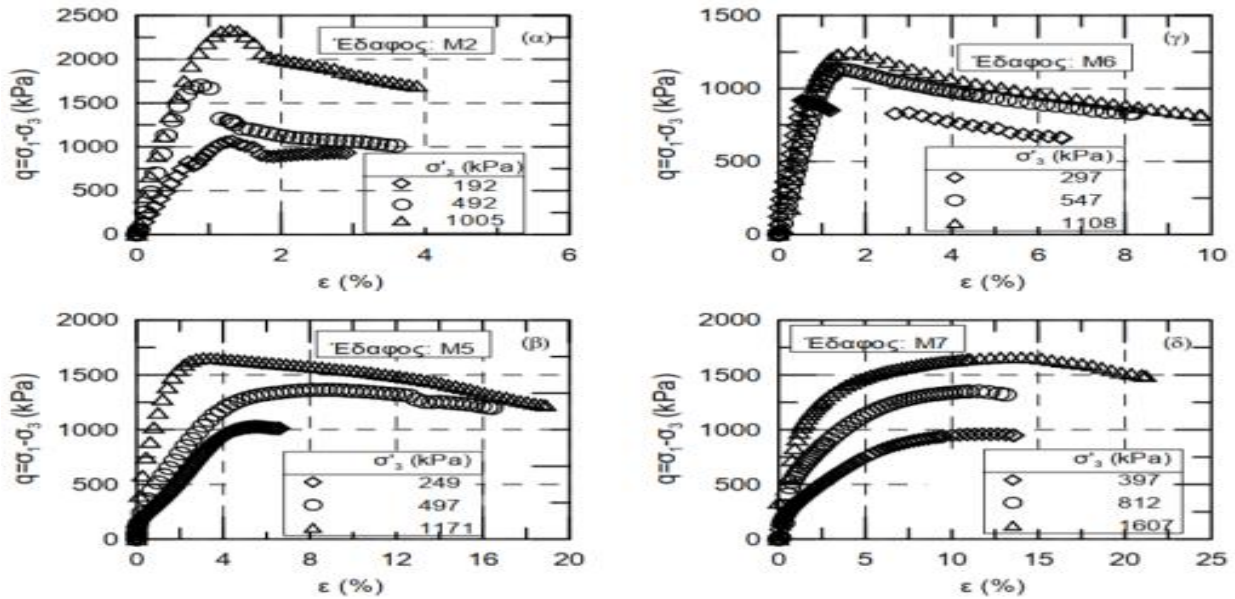 2500
2000
1500
1000
500
0
q=σ₁-σ₃ (kPa)
Έδαφος: M2
(α)
σ'₃ (kPa)
192
492
1005
0 2 4 6
ε (%)
1500
1000
500
0
q=σ₁-σ₃ (kPa)
(γ)
Έδαφος: M6
σ'₃ (kPa)
297
547
1108
0 2 4 6 8 10
ε (%)
2000
1500
1000
500
0
q=σ₁-σ₃ (kPa)
Έδαφος: M5
(β)
σ'₃ (kPa)
249
497
1171
0 4 8 12 16 20
ε (%)
2000
1500
1000
500
0
q=σ₁-σ₃ (kPa)
Έδαφος: M7
(δ)
σ'₃ (kPa)
397
812
1607
0 5 10 15 20 25
ε (%)